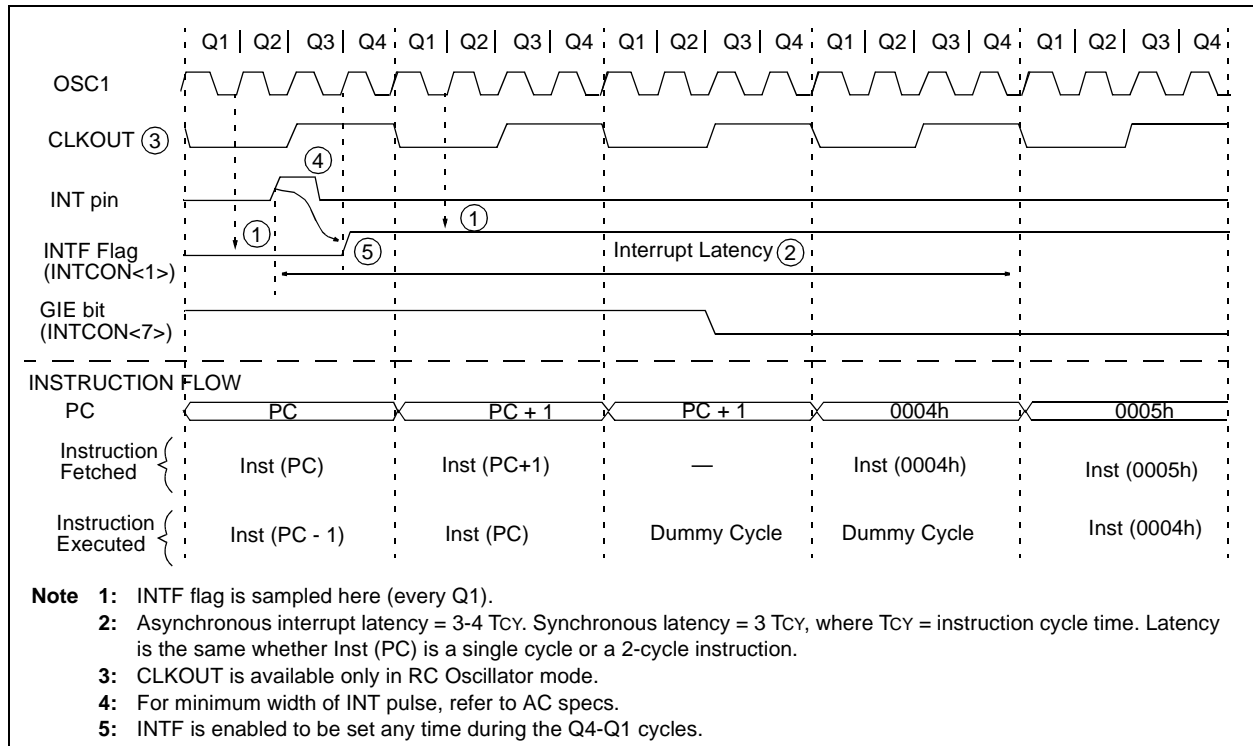 Q1 Q2 Q3 Q4 Q1 Q2 Q3 Q4 Q1 Q2 Q3 Q4 Q1 Q2 Q3 Q4 Q1 Q2 Q3 Q4
OSC1
CLKOUT 3
4
INT pin
1
1
INTF Flag
(INTCON<1>)
5
Interrupt Latency 2
GIE bit
(INTCON<7>)
INSTRUCTION FLOW
PC PC PC + 1 PC + 1 0004h 0005h
Instruction
Fetched
Inst (PC) Inst (PC+1) — Inst (0004h) Inst (0005h)
Instruction
Executed
Inst (PC - 1) Inst (PC) Dummy Cycle Dummy Cycle Inst (0004h)
Note 1: INTF flag is sampled here (every Q1).
2: Asynchronous interrupt latency = 3-4 TCY. Synchronous latency = 3 TCY, where TCY = instruction cycle time. Latency
is the same whether Inst (PC) is a single cycle or a 2-cycle instruction.
3: CLKOUT is available only in RC Oscillator mode.
4: For minimum width of INT pulse, refer to AC specs.
5: INTF is enabled to be set any time during the Q4-Q1 cycles.